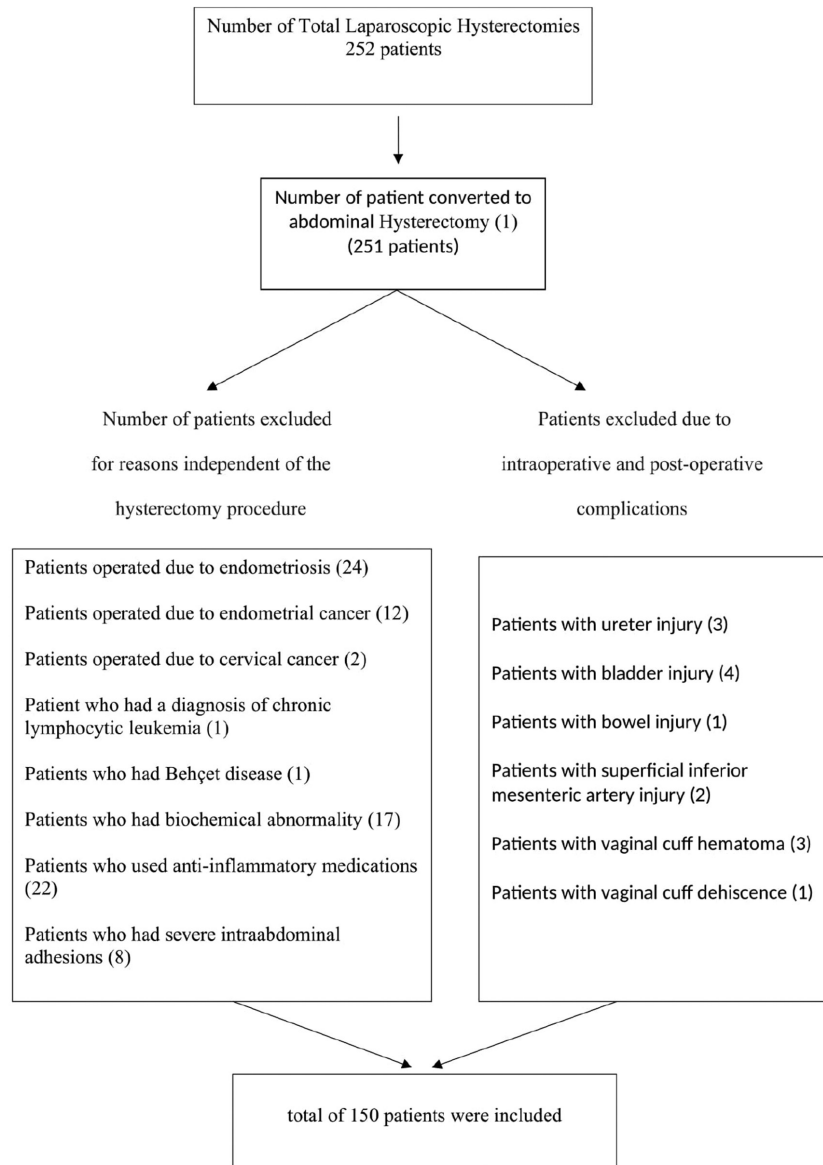 Number of Total Laparoscopic Hysterectomies
252 patients
Number of patient converted to
abdominal Hysterectomy (1)
(251 patients)
Number of patients excluded
for reasons independent of the
hysterectomy procedure
Patients excluded due to
intraoperative and post-operative
complications
Patients operated due to endometriosis (24)
Patients operated due to endometrial cancer (12)
Patients operated due to cervical cancer (2)
Patient who had a diagnosis of chronic
lymphocytic leukemia (1)
Patients who had Behçet disease (1)
Patients who had biochemical abnormality (17)
Patients who used anti-inflammatory medications
(22)
Patients who had severe intraabdominal
adhesions (8)
Patients with ureter injury (3)
Patients with bladder injury (4)
Patients with bowel injury (1)
Patients with superficial inferior
mesenteric artery injury (2)
Patients with vaginal cuff hematoma (3)
Patients with vaginal cuff dehiscence (1)
total of 150 patients were included